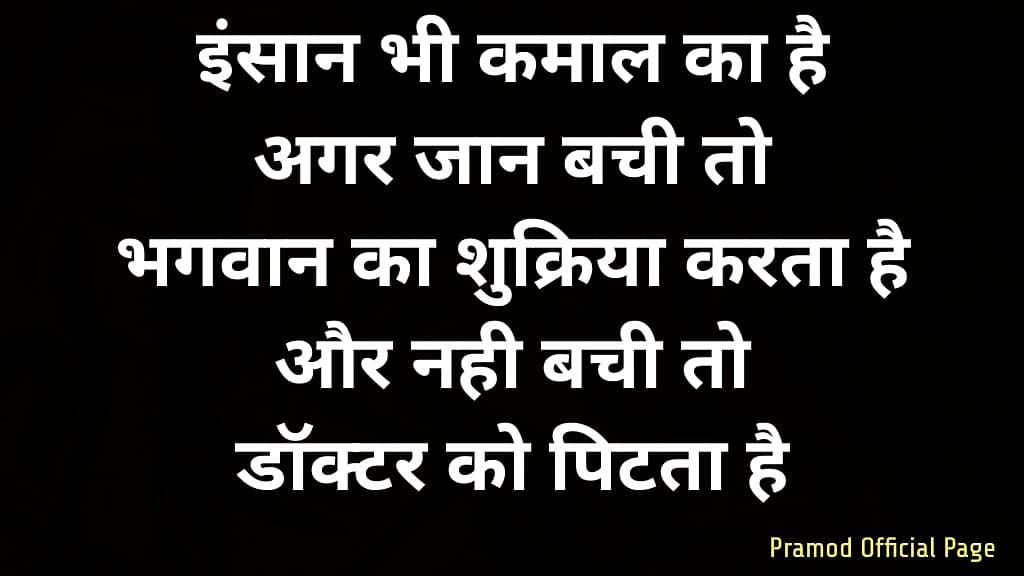 इंसान भी कमाल का है
अगर जान बची तो
भगवान का शुक्रिया करता है
और नही बची तो
डॉक्टर को पिटता है
Pramod Official Page